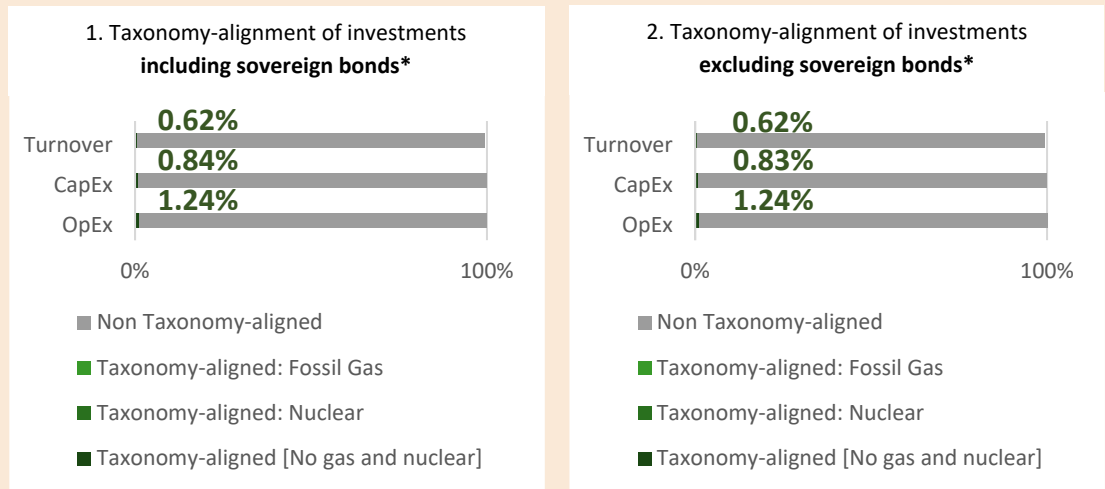 1. Taxonomy-alignment of investments
including sovereign bonds*
0.62%
Turnover
0.84%
CapEx
1.24%
OpEx
0%
100%
Non Taxonomy-aligned
Taxonomy-aligned: Fossil Gas
Taxonomy-aligned: Nuclear
Taxonomy-aligned [No gas and nuclear]
2. Taxonomy-alignment of investments
excluding sovereign bonds*
0.62%
Turnover
0.83%
CapEx
1.24%
OpEx
0%
100%
Non Taxonomy-aligned
Taxonomy-aligned: Fossil Gas
Taxonomy-aligned: Nuclear
Taxonomy-aligned [No gas and nuclear]